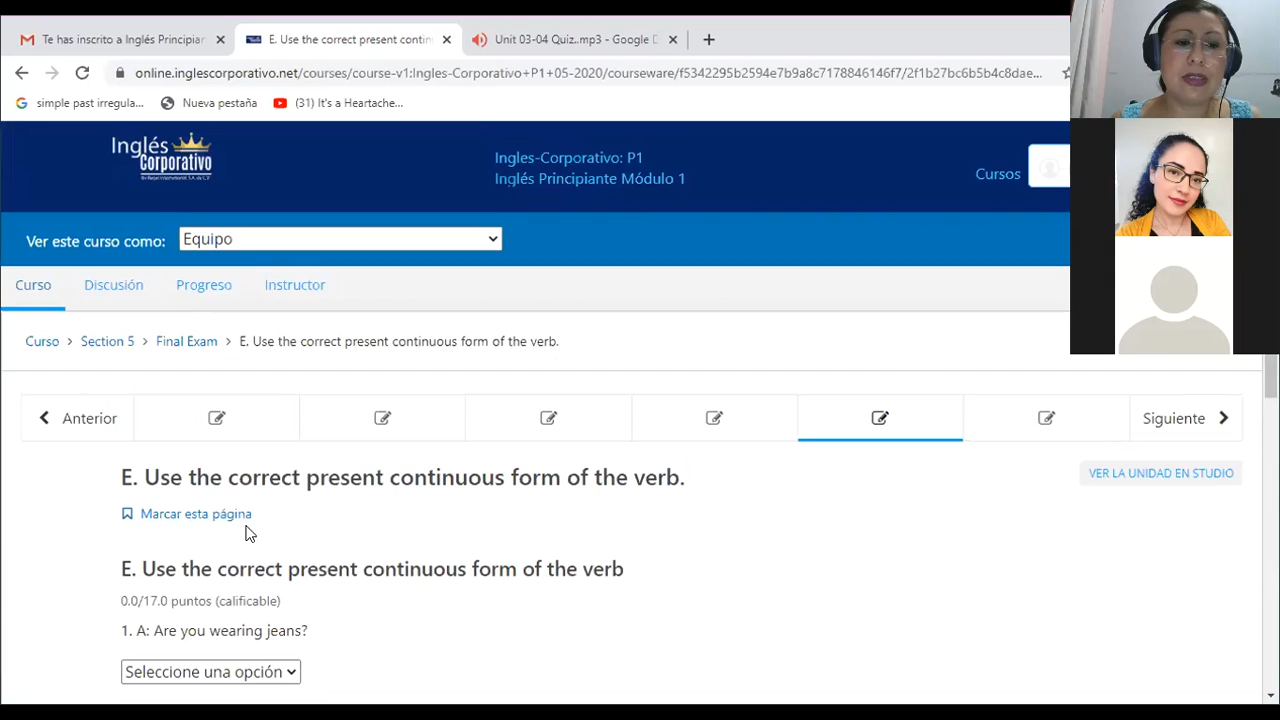 Te has inscrito a Inglés Principian
E. Use the correct present contin
Unit 03-04 Quiz..mp3 - Google D
online.inglescorporativo.net/courses/course-v1:Ingles-Corporativo+P1+05-2020/courseware/f5342295b2594e7b9a8c7178846146f7/2f1b27bc6b5b4c8dae...
simple past irregula...
Nueva pestaña
(31) It's a Heartache...
Inglés
Corporativo
Ingles-Corporativo: P1
Inglés Principiante Módulo 1
Cursos
Ver este curso como:
Equipo
Curso
Discusión
Progreso
Instructor
Curso > Section 5 > Final Exam > E. Use the correct present continuous form of the verb.
Anterior
Siguiente
E. Use the correct present continuous form of the verb.
VER LA UNIDAD EN STUDIO
Marcar esta página
E. Use the correct present continuous form of the verb
0.0/17.0 puntos (calificable)
1. A: Are you wearing jeans?
Seleccione una opción